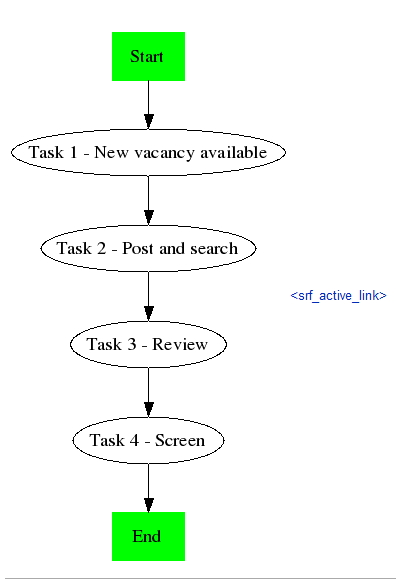 Start
Task 1 - New vacancy available
Task 2 - Post and search
<srf_active_link>
Task 3 - Review
Task 4 - Screen
End